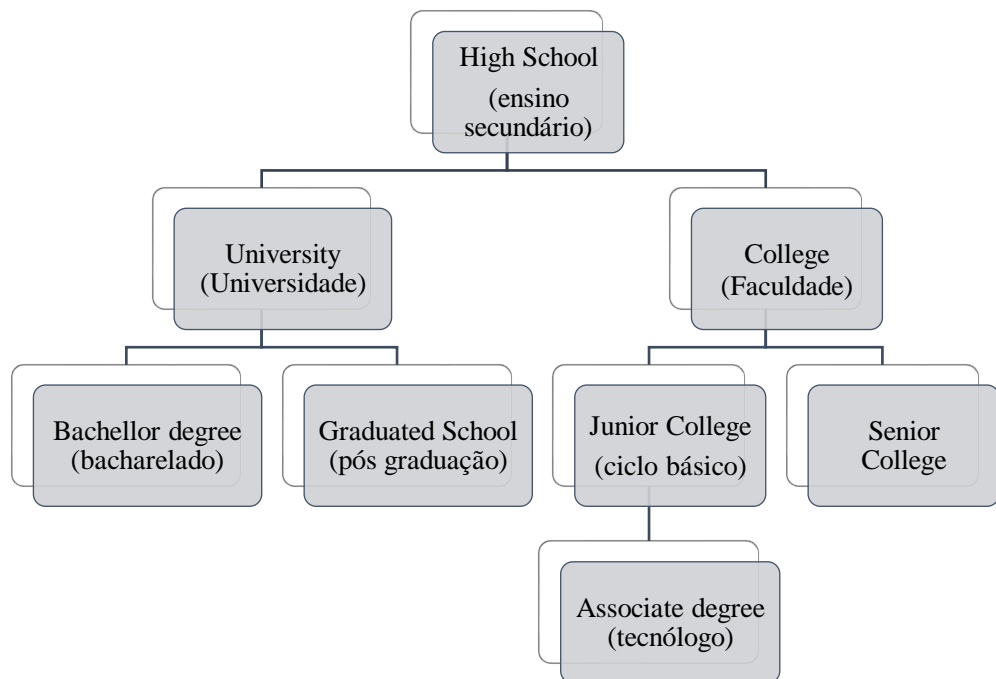 High School
(ensino
secundário)
University
(Universidade)
College
(Faculdade)
Bachellor degree
(bacharelado)
Graduated School
(pós graduação)
Junior College
(ciclo básico)
Senior
College
Associate degree
(tecnólogo)